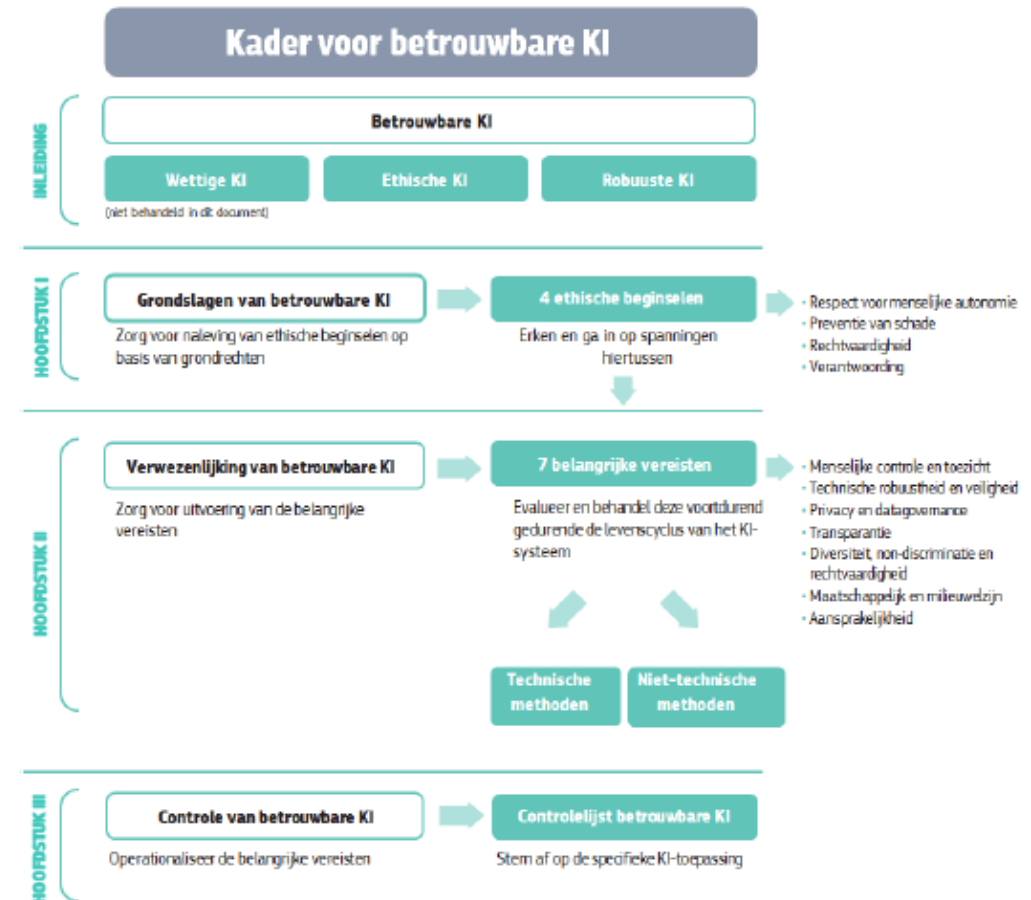 Kader voor betrouwbare KI
INLEIDING
Betrouwbare KI
Wettige KI
Ethische KI
Robuuste KI
(niet behandeld in dit document)
HOOFDSTUK I
Grondslagen van betrouwbare KI
Zorg voor naleving van ethische beginselen op
basis van grondrechten
4 ethische beginselen
Erken en ga in op spanningen
hiertussen
• Respect voor menselijke autonomie
• Preventie van schade
• Rechtvaardigheid
• Verantwoording
HOOFDSTUK II
Verwezenlijking van betrouwbare KI
Zorg voor uitvoering van de belangrijke
vereisten
7 belangrijke vereisten
Evalueer en behandel deze voortdurend
gedurende de levenscyclus van het KI-
systeem
• Menselijke controle en toezicht
• Technische robuustheid en veiligheid
• Privacy en datagovernance
• Transparantie
• Diversiteit, non-discriminatie en
rechtvaardigheid
• Maatschappelijk en milieuwelzijn
• Aansprakelijkheid
Technische
methoden
Niet-technische
methoden
HOOFDSTUK III
Controle van betrouwbare KI
Operationaliseer de belangrijke vereisten
Controlelijst betrouwbare KI
Stem af op de specifieke KI-toepassing